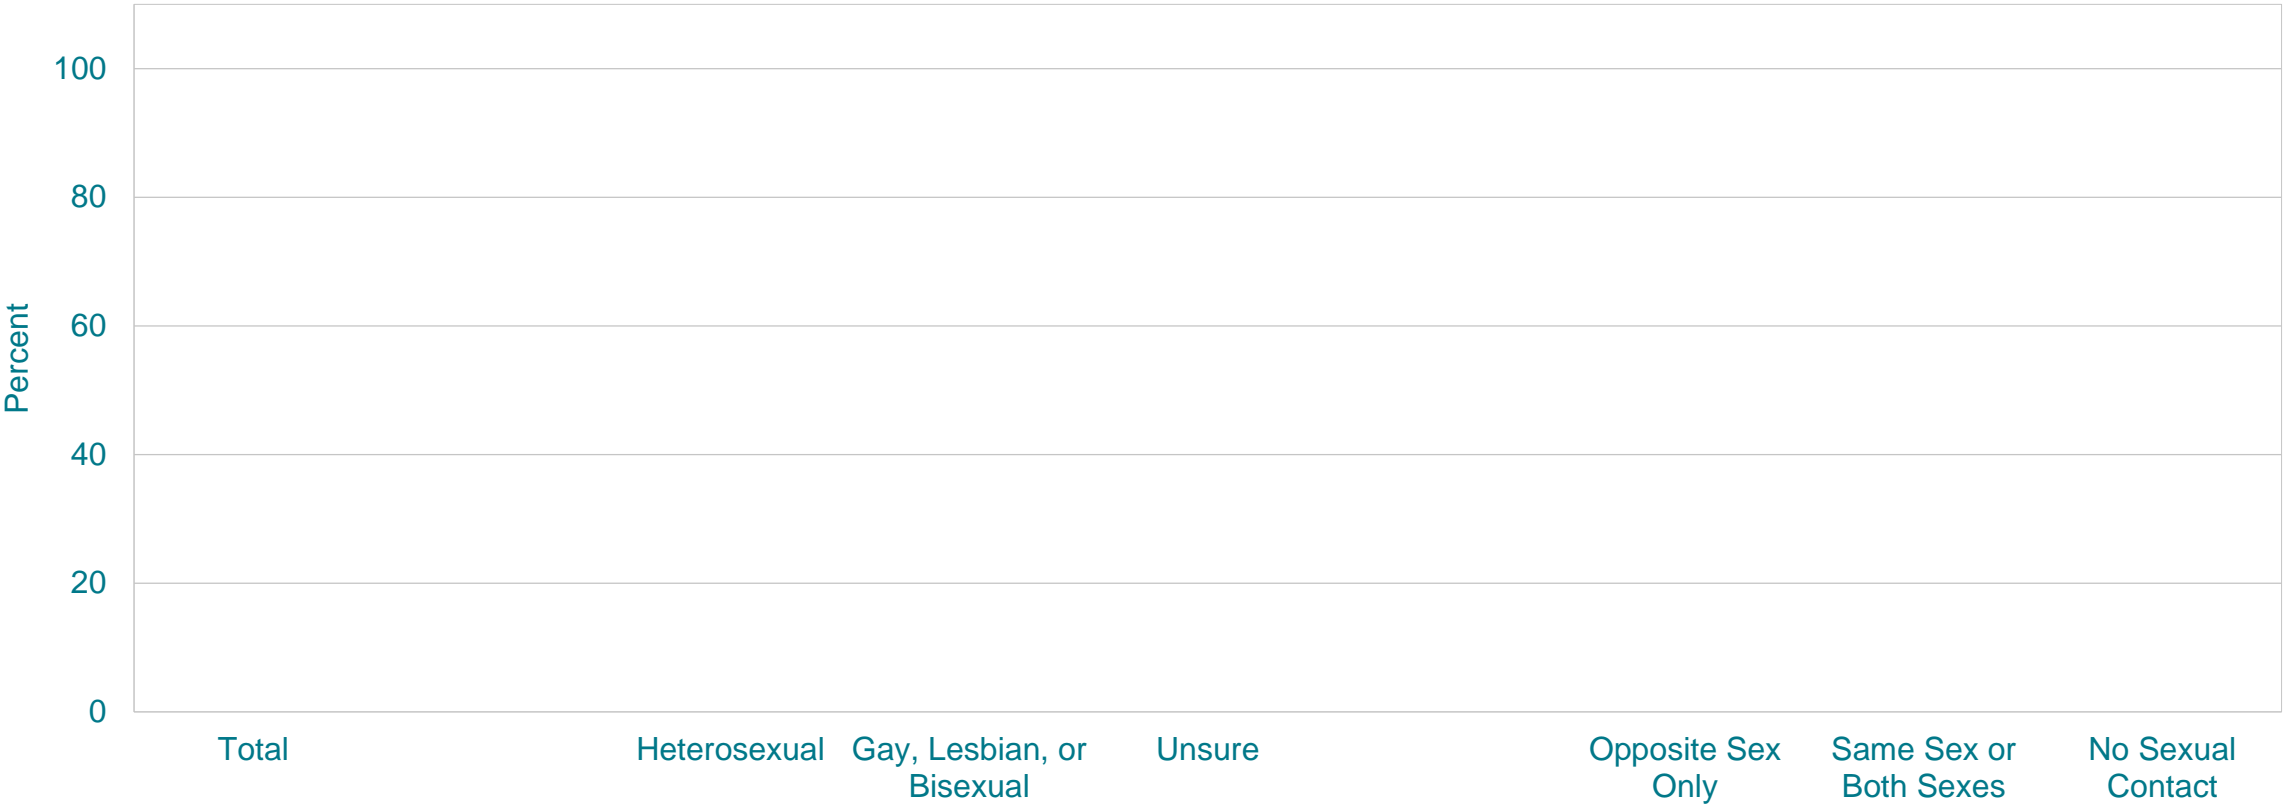 Percent
100
80
60
40
20
0
Total
Heterosexual
Gay, Lesbian, or
Bisexual
Unsure
Opposite Sex
Only
Same Sex or
Both Sexes
No Sexual
Contact